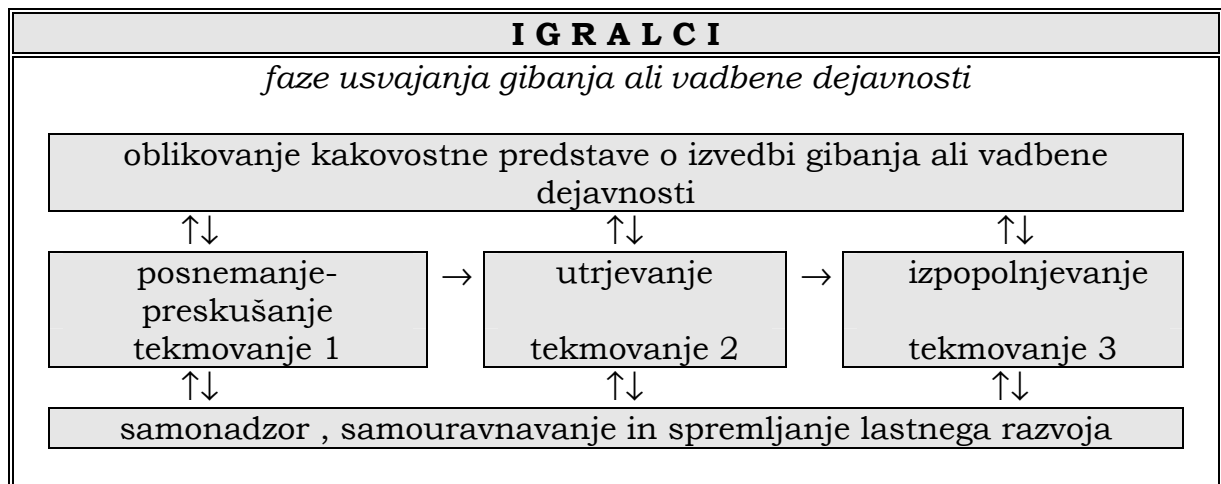 I G R A L C I
faze usvajanja gibanja ali vadbene dejavnosti
oblikovanje kakovostne predstave o izvedbi gibanja ali vadbene
dejavnosti
↑↓ ↑↓ ↑↓
posnemanje- → utrjevanje → izpopolnjevanje
preskušanje
tekmovanje 1 tekmovanje 2 tekmovanje 3
↑↓ ↑↓ ↑↓
samonadzor , samouravnavanje in spremljanje lastnega razvoja